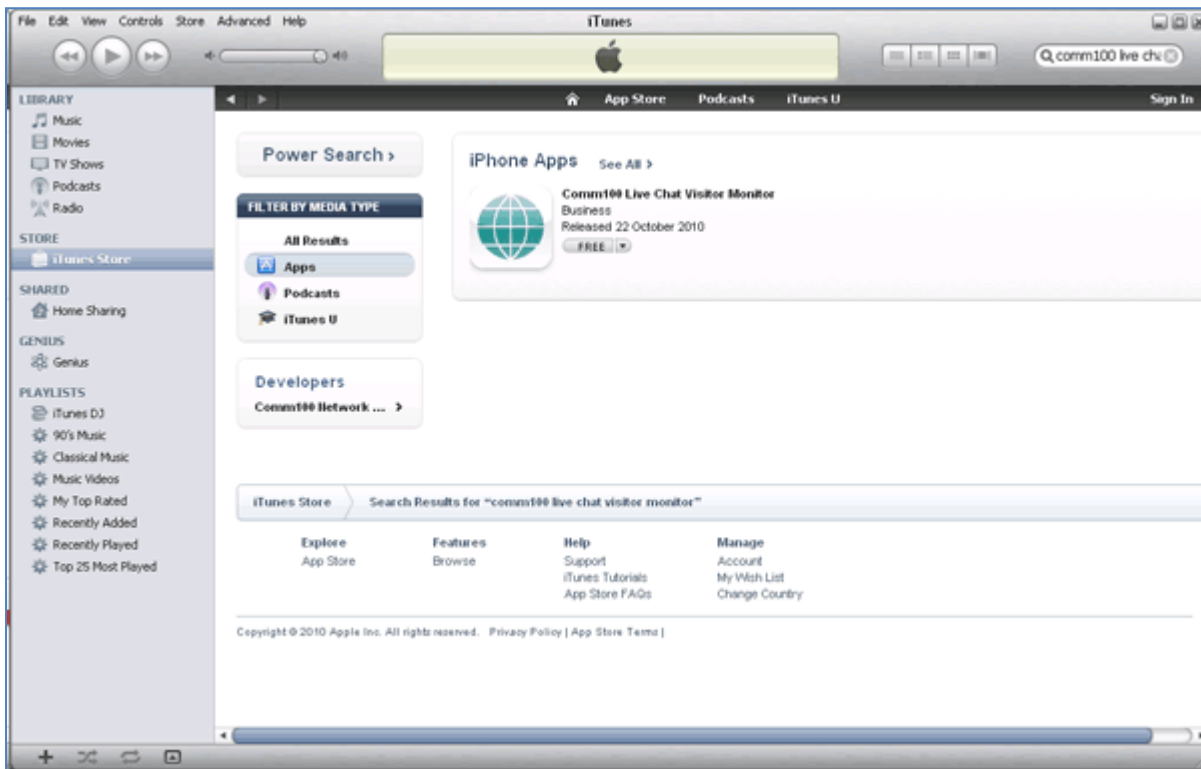 File Edit View Controls Store Advanced Help
iTunes
comm100 live cha
LIBRARY
Music
Movies
TV Shows
Podcasts
Radio
STORE
iTunes Store
SHARED
Home Sharing
GENIUS
Genius
PLAYLISTS
iTunes DJ
90's Music
Classical Music
Music Videos
My Top Rated
Recently Added
Recently Played
Top 25 Most Played
App Store Podcasts iTunes U Sign In
Power Search >
FILTER BY MEDIA TYPE
All Results
Apps
Podcasts
iTunes U
Developers
Comm100 Network ... >
iPhone Apps See All >
Comm100 Live Chat Visitor Monitor
Business
Released 22 October 2010
FREE
iTunes Store Search Results for "comm100 live chat visitor monitor"
Explore Features Help Manage
App Store Browse Support Account
iTunes Tutorials My Wish List
App Store FAQs Change Country
Copyright © 2010 Apple Inc. All rights reserved. Privacy Policy | App Store Terms |